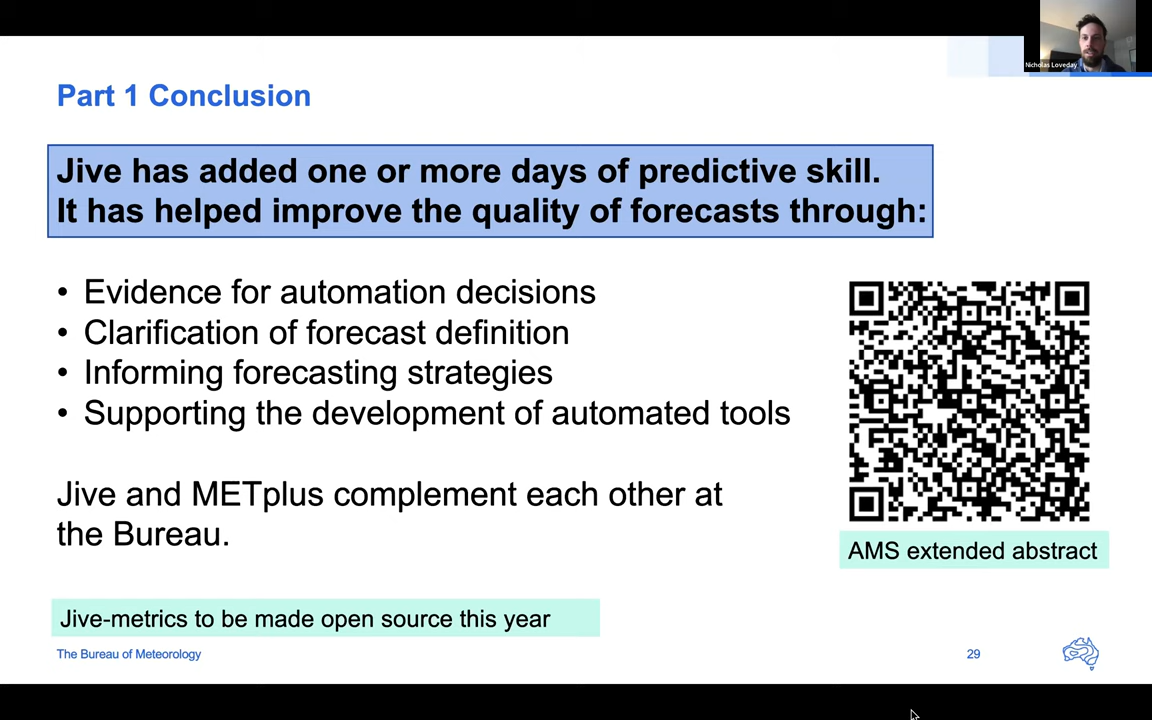 Nicholas Loveday
Part 1 Conclusion
Jive has added one or more days of predictive skill.
It has helped improve the quality of forecasts through:
• Evidence for automation decisions
• Clarification of forecast definition
• Informing forecasting strategies
• Supporting the development of automated tools
Jive and METplus complement each other at
the Bureau.
AMS extended abstract
Jive-metrics to be made open source this year
The Bureau of Meteorology
29